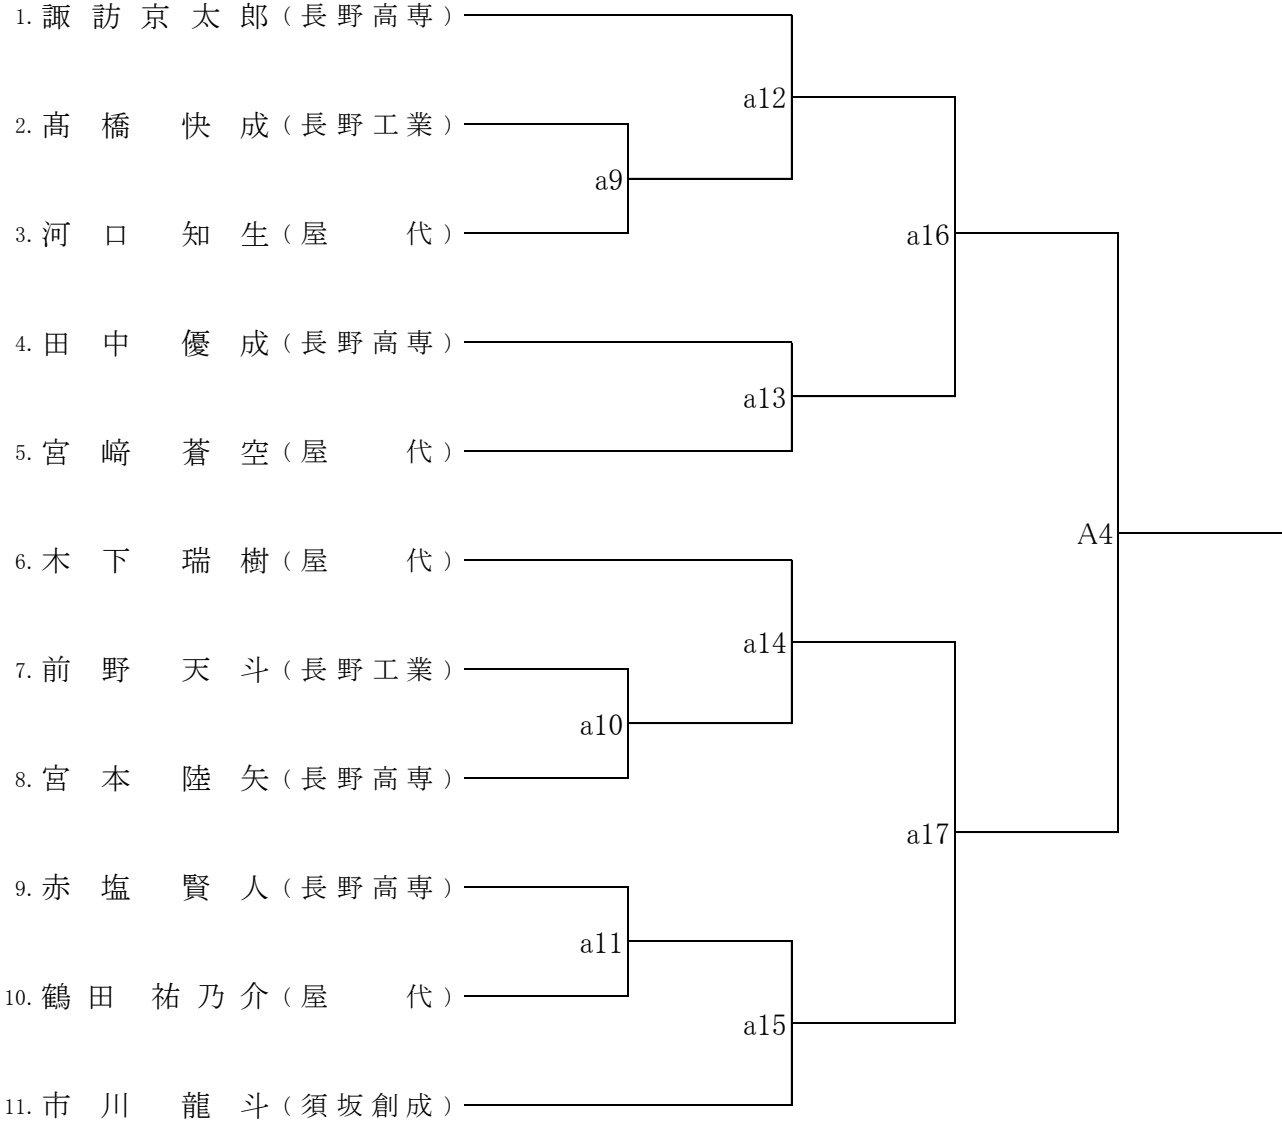 1. 諏訪京太郎(長野高専)
a12
2. 髙橋 快成(長野工業)
a9
3. 河口 知生(屋 代)
a16
4. 田中 優成(長野高専)
a13
5. 宮﨑 蒼空(屋 代)
A4
6. 木下 瑞樹(屋 代)
a14
7. 前野 天斗(長野工業)
a10
8. 宮本 陸矢(長野高専)
a17
9. 赤塩 賢人(長野高専)
a11
10. 鶴田 祐乃介(屋 代)
a15
11. 市川 龍斗(須坂創成)